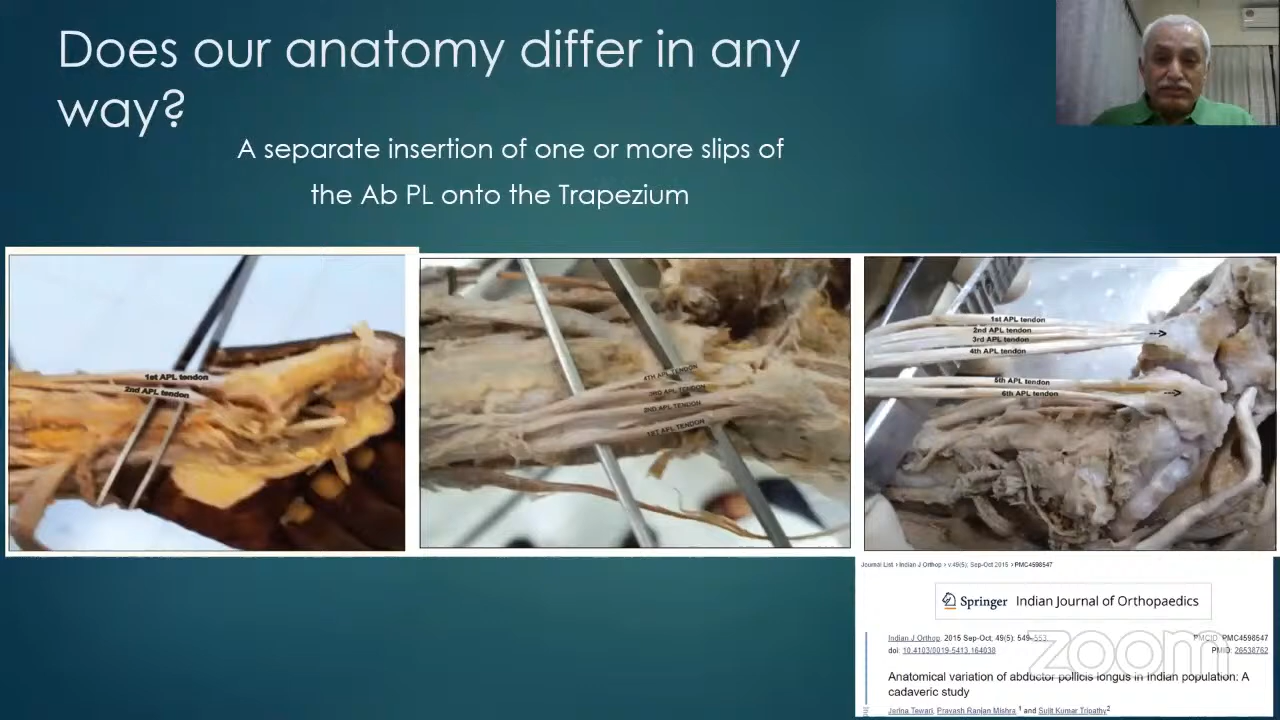 Does our anatomy differ in any
way?
A separate insertion of one or more slips of
the Ab PL onto the Trapezium
1st APL tendon
2nd APL tendon
4TH APL TENDON
3RD APL TENDON
2ND APL TENDON
1ST APL TENDON
1st APL tendon
2nd APL tendon
3rd APL tendon
4th APL tendon
5th APL tendon
6th APL tendon
Journal List › Indian J Orthop › v.49(5); Sep-Oct 2015 › PMC4598547
Springer Indian Journal of Orthopaedics
Indian J Orthop. 2015 Sep-Oct; 49(5): 549–553. PMCID: PMC4598547
doi: 10.4103/0019-5413.164038 PMID: 26538762
zoom
Anatomical variation of abductor pollicis longus in Indian population: A
cadaveric study
Jerina Tewari, Pravash Ranjan Mishra,1 and Sujit Kumar Tripathy2